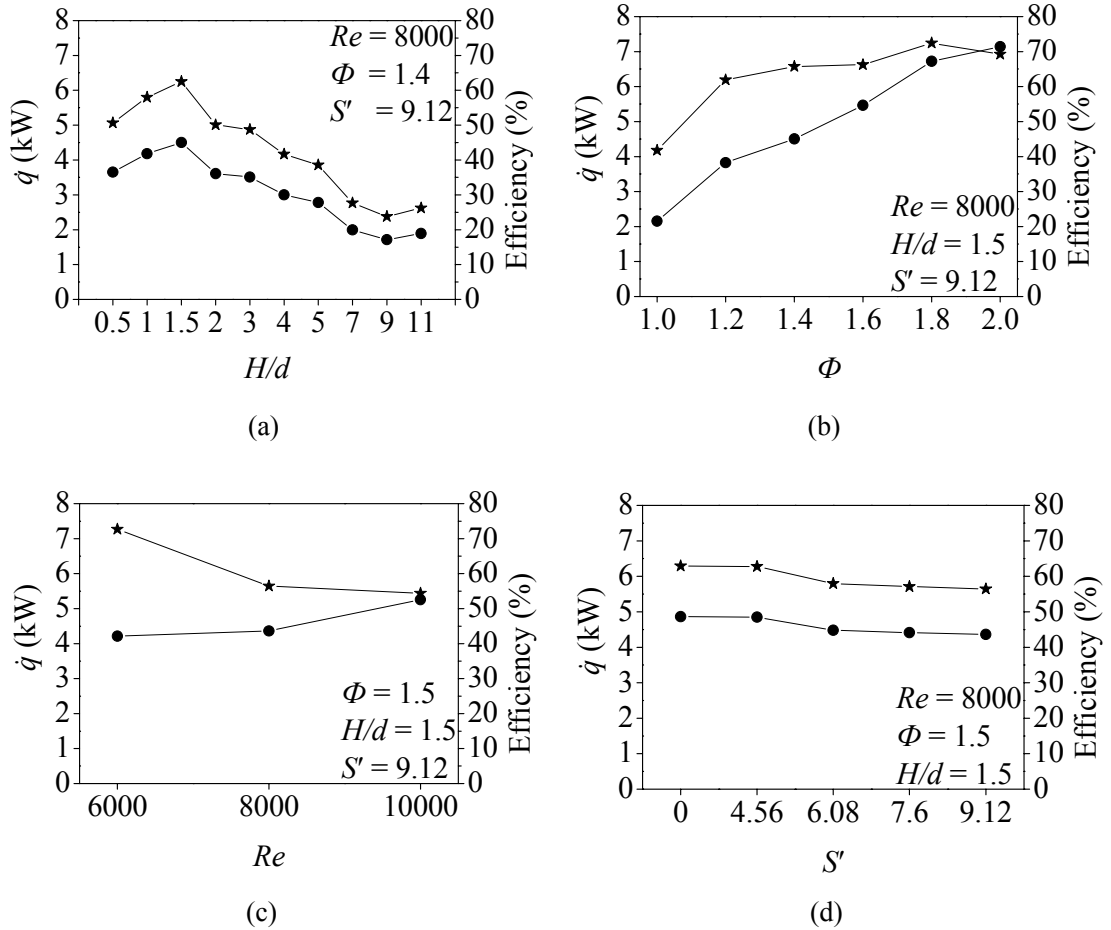 8
7
6
5
4
3
2
1
0
q̇ (kW)
80
70
60
50
40
30
20
10
0
Efficiency (%)
Re = 8000
Φ = 1.4
S′ = 9.12
0.5 1 1.5 2 3 4 5 7 9 11
H/d
(a)
8
7
6
5
4
3
2
1
0
q̇ (kW)
80
70
60
50
40
30
20
10
0
Efficiency (%)
Re = 8000
H/d = 1.5
S′ = 9.12
1.0 1.2 1.4 1.6 1.8 2.0
Φ
(b)
8
7
6
5
4
3
2
1
0
q̇ (kW)
80
70
60
50
40
30
20
10
0
Efficiency (%)
Φ = 1.5
H/d = 1.5
S′ = 9.12
6000 8000 10000
Re
(c)
8
7
6
5
4
3
2
1
0
q̇ (kW)
80
70
60
50
40
30
20
10
0
Efficiency (%)
Re = 8000
Φ = 1.5
H/d = 1.5
0 4.56 6.08 7.6 9.12
S′
(d)